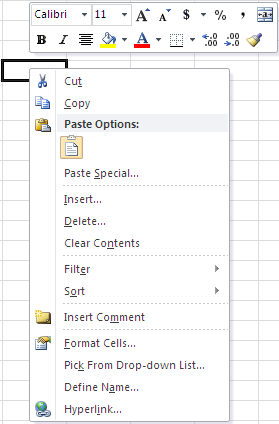 Calibri 11 A A $ % ,
B I A .00 .00
Cut
Copy
Paste Options:
Paste Special...
Insert...
Delete...
Clear Contents
Filter
Sort
Insert Comment
Format Cells...
Pick From Drop-down List...
Define Name...
Hyperlink...